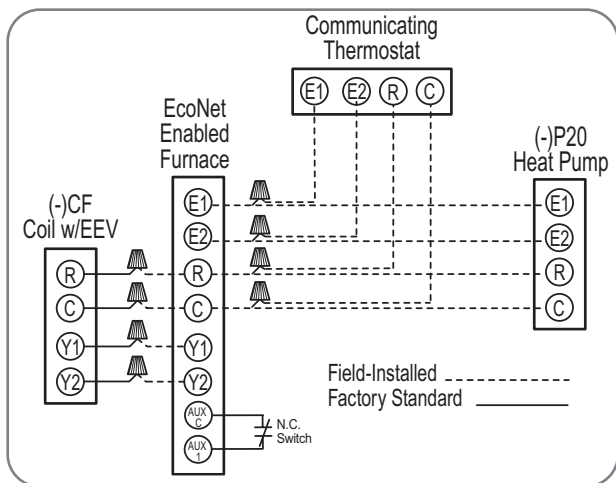 Communicating
Thermostat
E1 E2 R C
EcoNet
Enabled
Furnace
(-)P20
Heat Pump
(-)CF
Coil w/EEV
E1
E2
R
C
Y1
Y2
AUX
C
AUX
1
R
C
Y1
Y2
E1
E2
R
C
N.C.
Switch
Field-Installed
Factory Standard